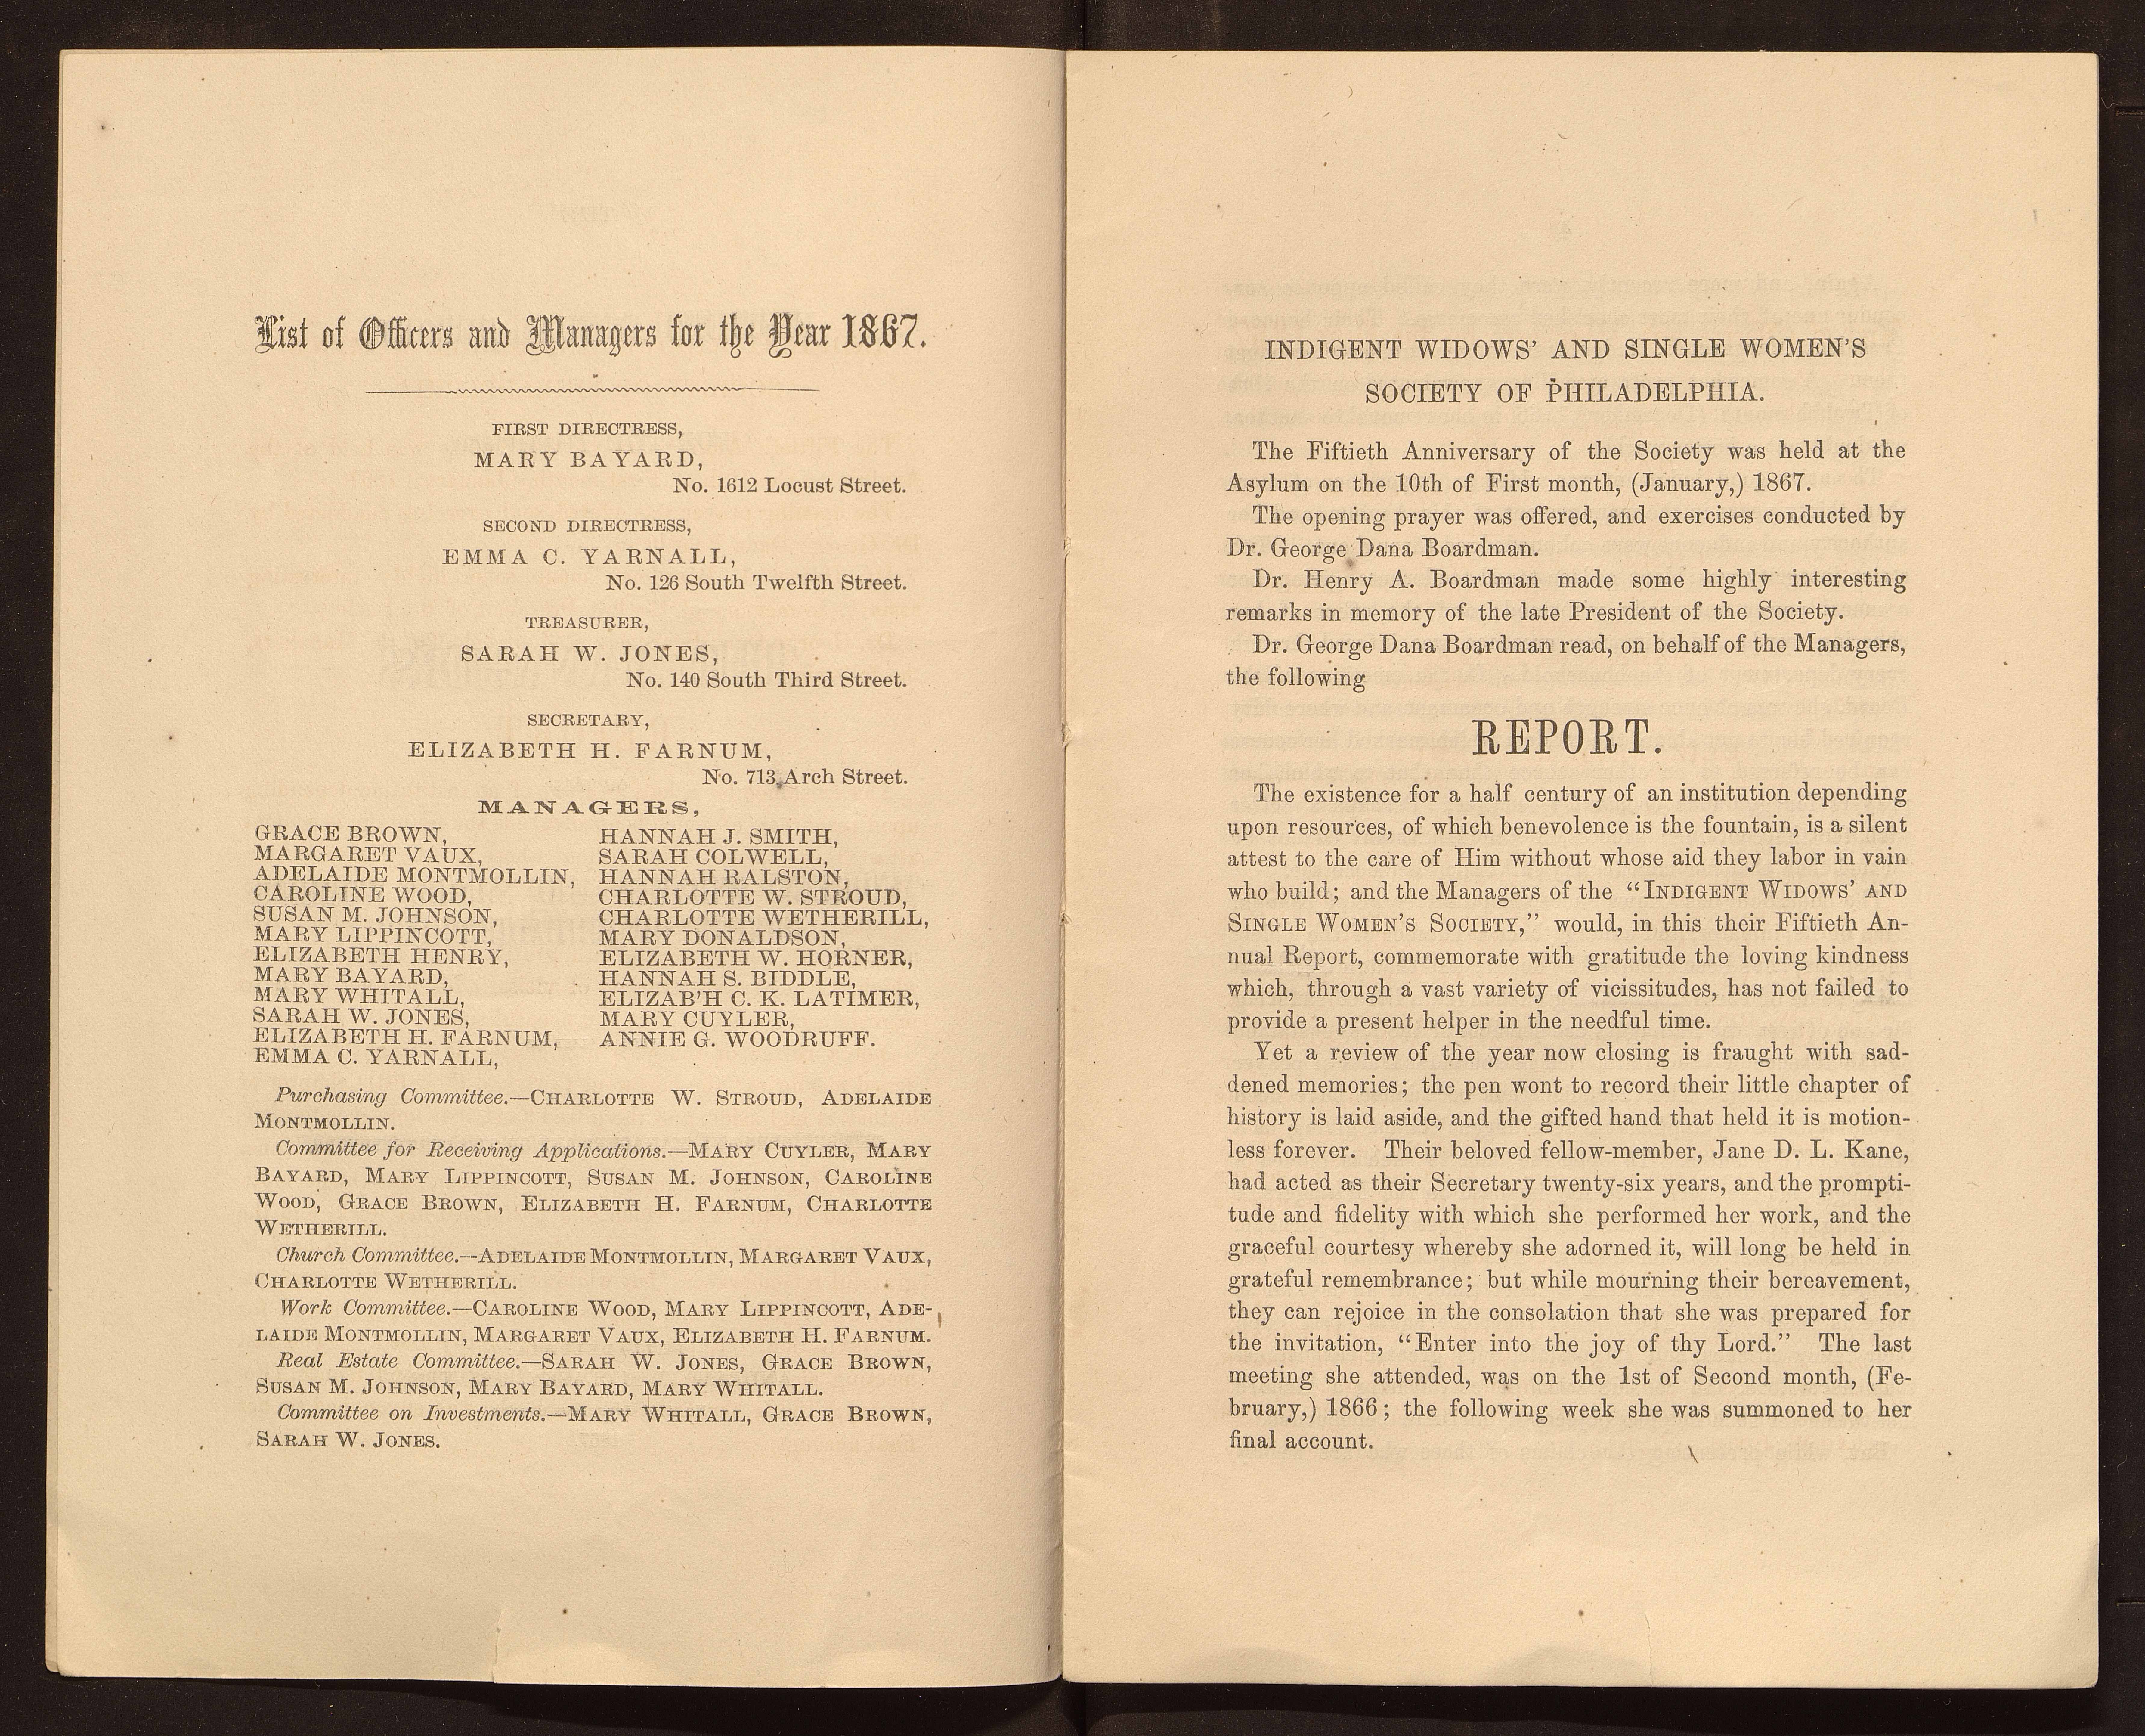 List of Officers and Managers for the Year 1867.
FIRST DIRECTRESS,
MARY BAYARD,
No. 1612 Locust Street.
SECOND DIRECTRESS,
EMMA C. YARNALL,
No. 126 South Twelfth Street.
TREASURER,
SARAH W. JONES,
No. 140 South Third Street.
SECRETARY,
ELIZABETH H. FARNUM,
No. 713 Arch Street.
MANAGERS,
GRACE BROWN,
MARGARET VAUX,
ADELAIDE MONTMOLLIN,
CAROLINE WOOD,
SUSAN M. JOHNSON,
MARY LIPPINCOTT,
ELIZABETH HENRY,
MARY BAYARD,
MARY WHITALL,
SARAH W. JONES,
ELIZABETH H. FARNUM,
EMMA C. YARNALL,
HANNAH J. SMITH,
SARAH COLWELL,
HANNAH RALSTON,
CHARLOTTE W. STROUD,
CHARLOTTE WETHERILL,
MARY DONALDSON,
ELIZABETH W. HORNER,
HANNAH S. BIDDLE,
ELIZAB'H C. K. LATIMER,
MARY CUYLER,
ANNIE G. WOODRUFF.
Purchasing Committee.—CHARLOTTE W. STROUD, ADELAIDE
MONTMOLLIN.
Committee for Receiving Applications.—MARY CUYLER, MARY
BAYARD, MARY LIPPINCOTT, SUSAN M. JOHNSON, CAROLINE
WOOD, GRACE BROWN, ELIZABETH H. FARNUM, CHARLOTTE
WETHERILL.
Church Committee.—ADELAIDE MONTMOLLIN, MARGARET VAUX,
CHARLOTTE WETHERILL.
Work Committee.—CAROLINE WOOD, MARY LIPPINCOTT, ADE-
LAIDE MONTMOLLIN, MARGARET VAUX, ELIZABETH H. FARNUM.
Real Estate Committee.—SARAH W. JONES, GRACE BROWN,
SUSAN M. JOHNSON, MARY BAYARD, MARY WHITALL.
Committee on Investments.—MARY WHITALL, GRACE BROWN,
SARAH W. JONES.
INDIGENT WIDOWS' AND SINGLE WOMEN'S
SOCIETY OF PHILADELPHIA.
The Fiftieth Anniversary of the Society was held at the
Asylum on the 10th of First month, (January,) 1867.
The opening prayer was offered, and exercises conducted by
Dr. George Dana Boardman.
Dr. Henry A. Boardman made some highly interesting
remarks in memory of the late President of the Society.
Dr. George Dana Boardman read, on behalf of the Managers,
the following
REPORT.
The existence for a half century of an institution depending
upon resources, of which benevolence is the fountain, is a silent
attest to the care of Him without whose aid they labor in vain
who build; and the Managers of the "INDIGENT WIDOWS' AND
SINGLE WOMEN'S SOCIETY," would, in this their Fiftieth An-
nual Report, commemorate with gratitude the loving kindness
which, through a vast variety of vicissitudes, has not failed to
provide a present helper in the needful time.
Yet a review of the year now closing is fraught with sad-
dened memories; the pen wont to record their little chapter of
history is laid aside, and the gifted hand that held it is motion-
less forever. Their beloved fellow-member, Jane D. L. Kane,
had acted as their Secretary twenty-six years, and the prompti-
tude and fidelity with which she performed her work, and the
graceful courtesy whereby she adorned it, will long be held in
grateful remembrance; but while mourning their bereavement,
they can rejoice in the consolation that she was prepared for
the invitation, "Enter into the joy of thy Lord." The last
meeting she attended, was on the 1st of Second month, (Fe-
bruary,) 1866; the following week she was summoned to her
final account.